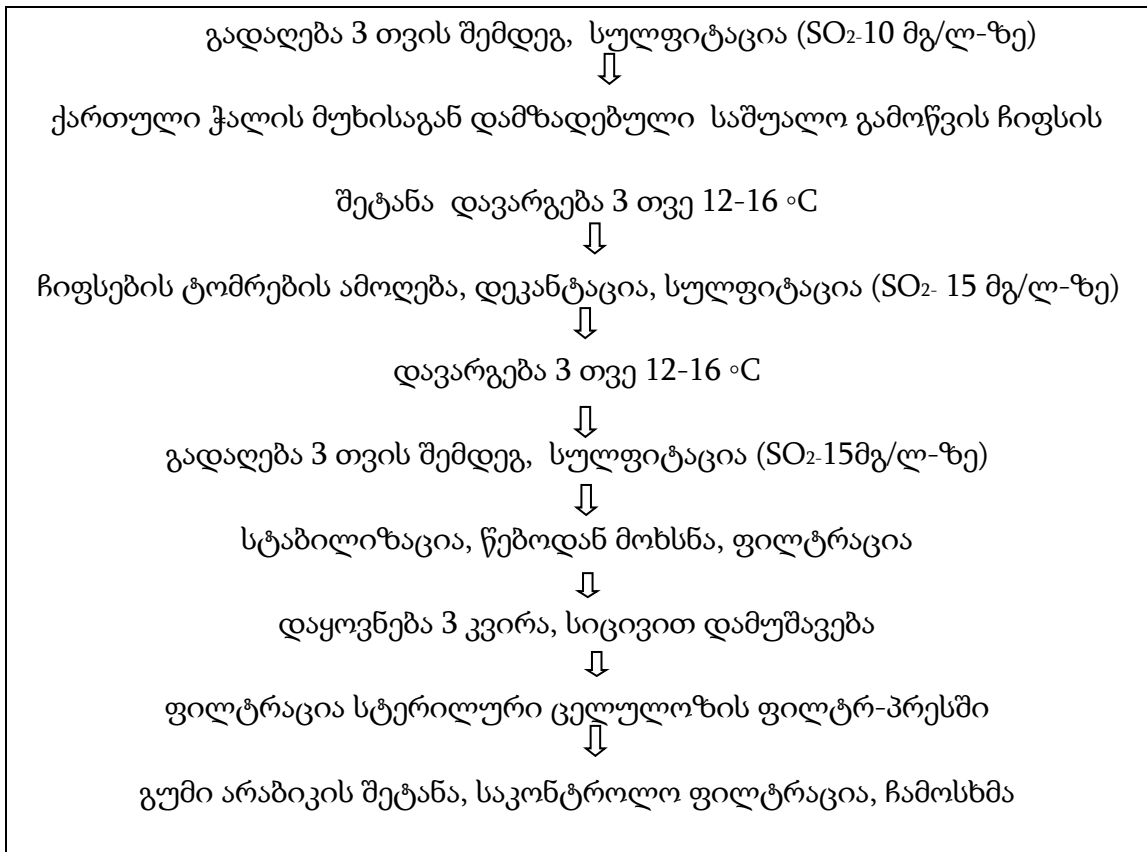 გადაღება 3 თვის შემდეგ, სულფიტაცია (SO₂-10 მგ/ლ-ზე)
⇩
ქართული ჭალის მუხისაგან დამზადებული საშუალო გამოწვის ჩიფსის
შეტანა დავარგება 3 თვე 12-16 °C
⇩
ჩიფსების ტომრების ამოღება, დეკანტაცია, სულფიტაცია (SO₂- 15 მგ/ლ-ზე)
⇩
დავარგება 3 თვე 12-16 °C
⇩
გადაღება 3 თვის შემდეგ, სულფიტაცია (SO₂-15მგ/ლ-ზე)
⇩
სტაბილიზაცია, წებოდან მოხსნა, ფილტრაცია
⇩
დაყოვნება 3 კვირა, სიცივით დამუშავება
⇩
ფილტრაცია სტერილური ცელულოზის ფილტრ-პრესში
⇩
გუმი არაბიკის შეტანა, საკონტროლო ფილტრაცია, ჩამოსხმა